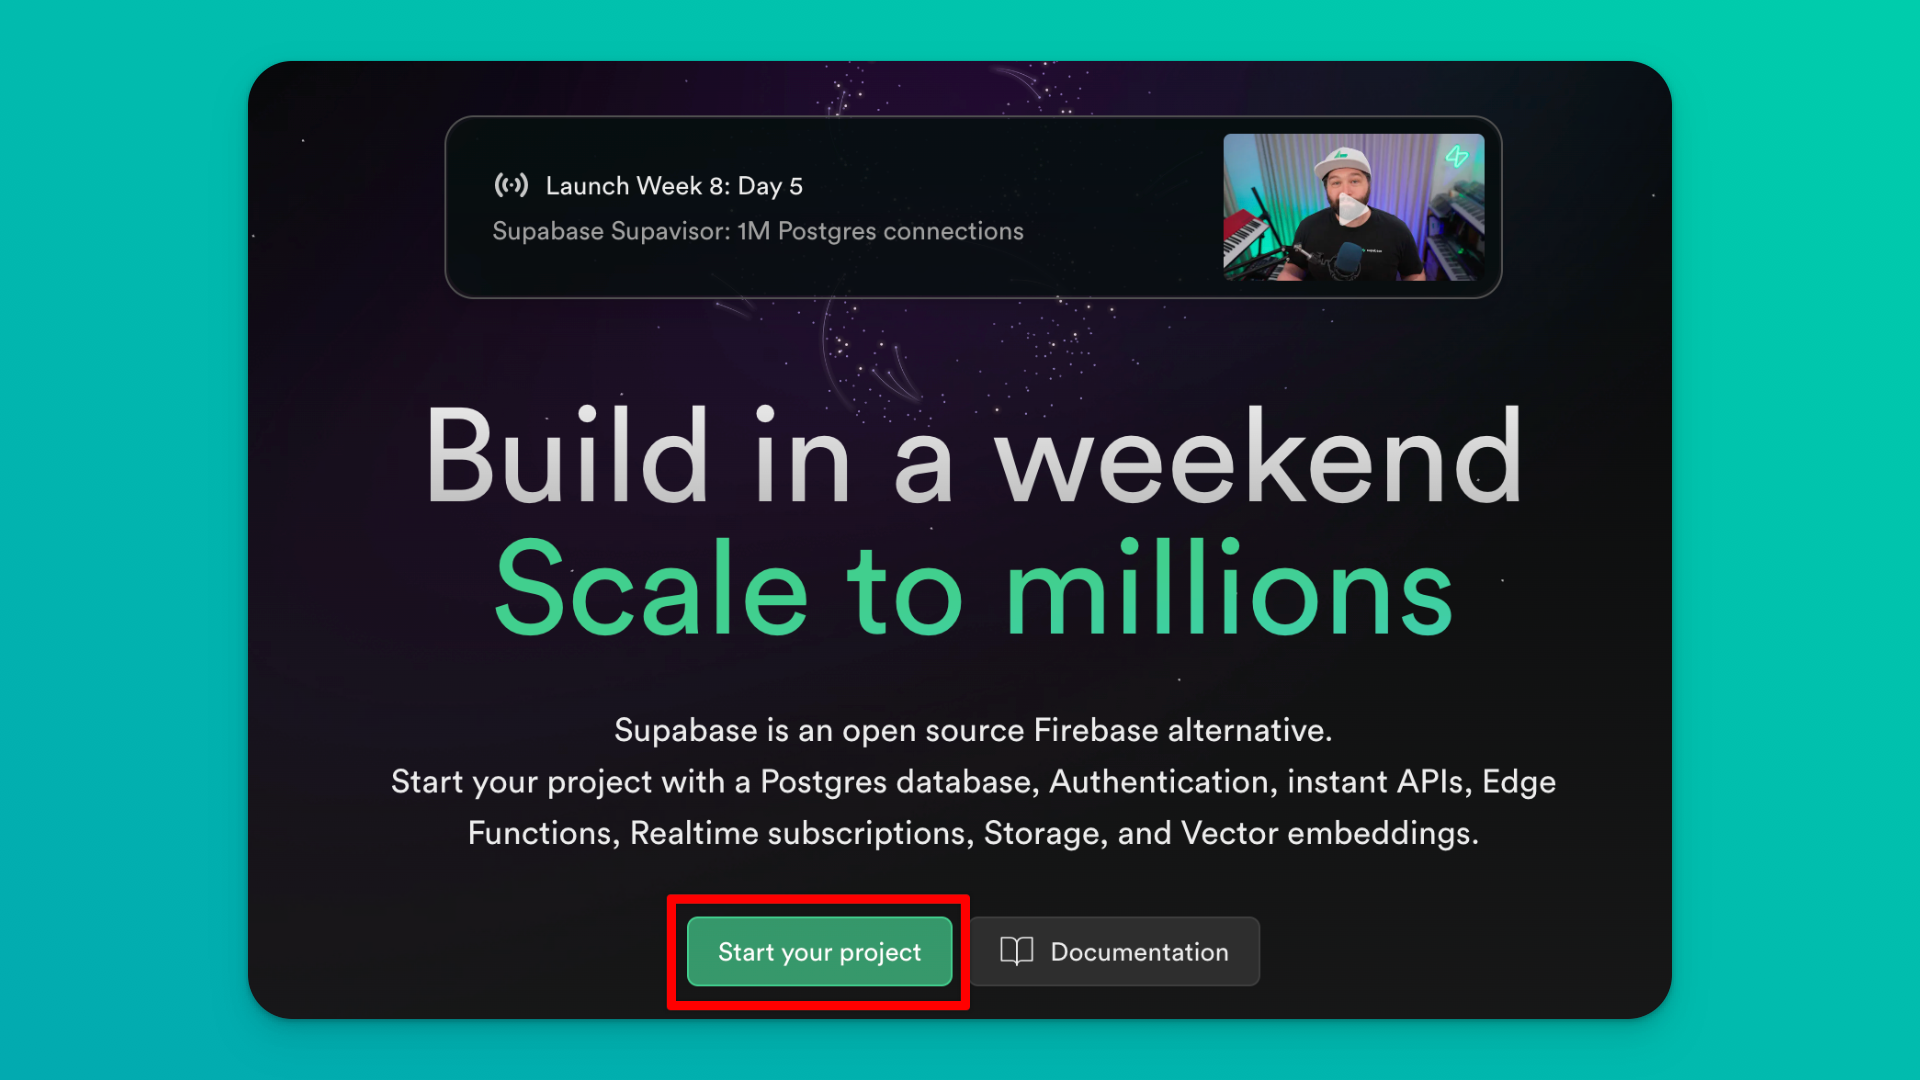 Launch Week 8: Day 5
Supabase Supavisor: 1M Postgres connections
Build in a weekend
Scale to millions
Supabase is an open source Firebase alternative.
Start your project with a Postgres database, Authentication, instant APIs, Edge
Functions, Realtime subscriptions, Storage, and Vector embeddings.
Start your project
Documentation